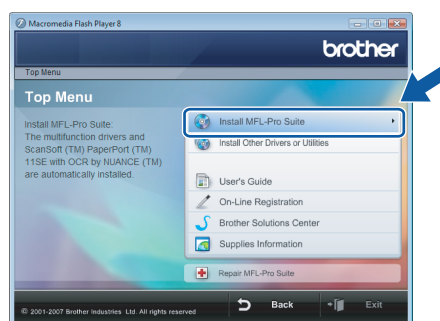 Macromedia Flash Player 8
brother
Top Menu
Top Menu
Install MFL-Pro Suite:
The multifunction drivers and
ScanSoft (TM) PaperPort (TM)
11SE with OCR by NUANCE (TM)
are automatically installed.
Install MFL-Pro Suite
Install Other Drivers or Utilities
User's Guide
On-Line Registration
Brother Solutions Center
Supplies Information
Repair MFL-Pro Suite
© 2001-2007 Brother Industries Ltd. All rights reserved
Back
Exit